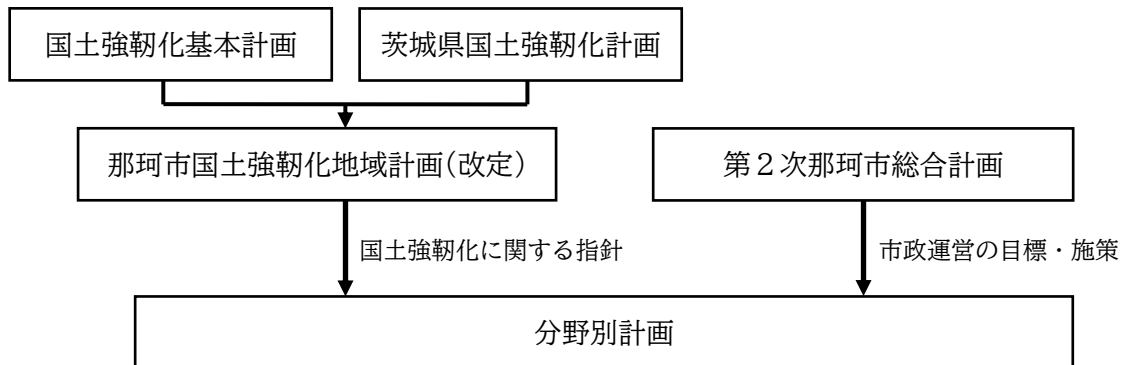 国土強靭化基本計画
茨城県国土強靭化計画
那珂市国土強靭化地域計画(改定)
第２次那珂市総合計画
国土強靭化に関する指針
市政運営の目標・施策
分野別計画